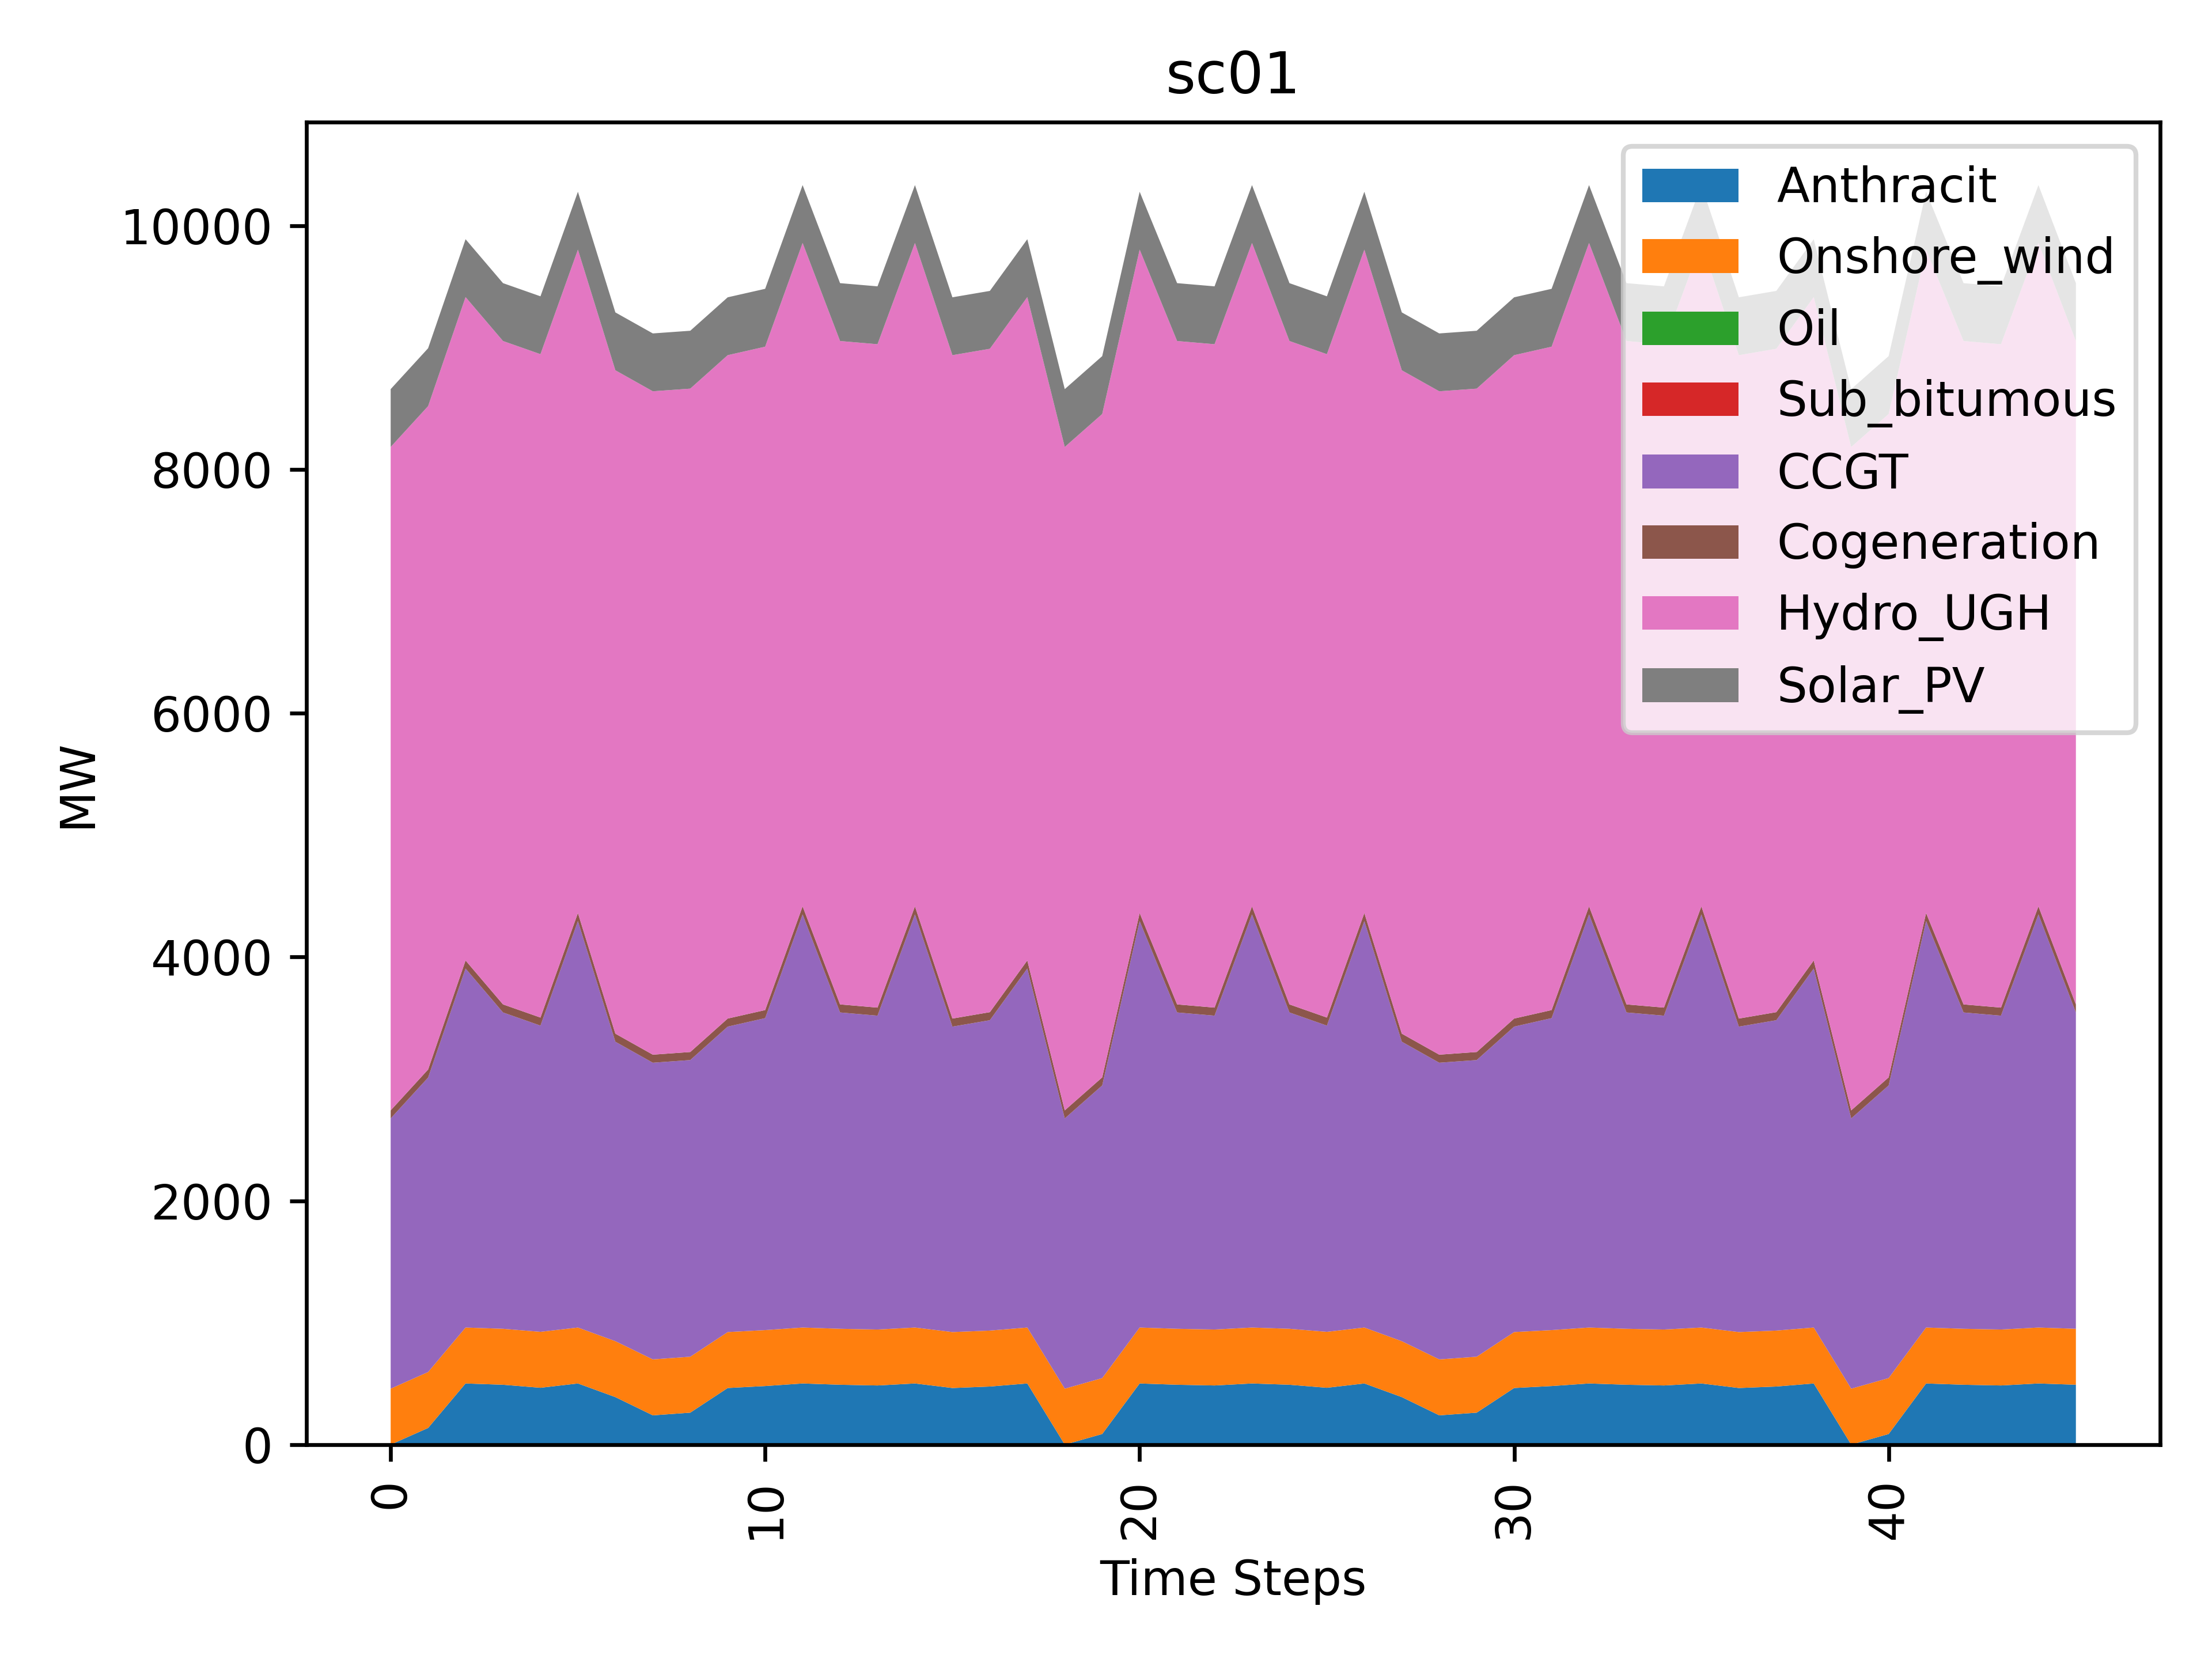 sc01
10000
8000
6000
4000
2000
0
MW
0
10
20
30
40
Time Steps
Anthracit
Onshore_wind
Oil
Sub_bitumous
CCGT
Cogeneration
Hydro_UGH
Solar_PV